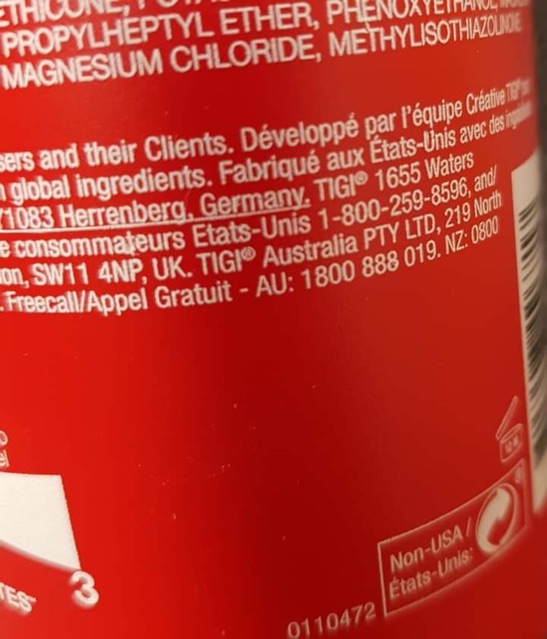 PROPYLHEPTYL ETHER, PHENOXYETHANOL,
MAGNESIUM CHLORIDE, METHYLISOTHIAZOLINONE
sers and their Clients. Développé par l'équipe Créative TIGI®
global ingredients. Fabriqué aux États-Unis avec des
71083 Herrenberg, Germany. TIGI® 1655 Waters
e consommateurs Etats-Unis 1-800-259-8596, and/
on, SW11 4NP, UK. TIGI® Australia PTY LTD, 219 North
Freecall/Appel Gratuit - AU: 1800 888 019. NZ: 0800
TES
3
Non-USA/
États-Unis:
0110472